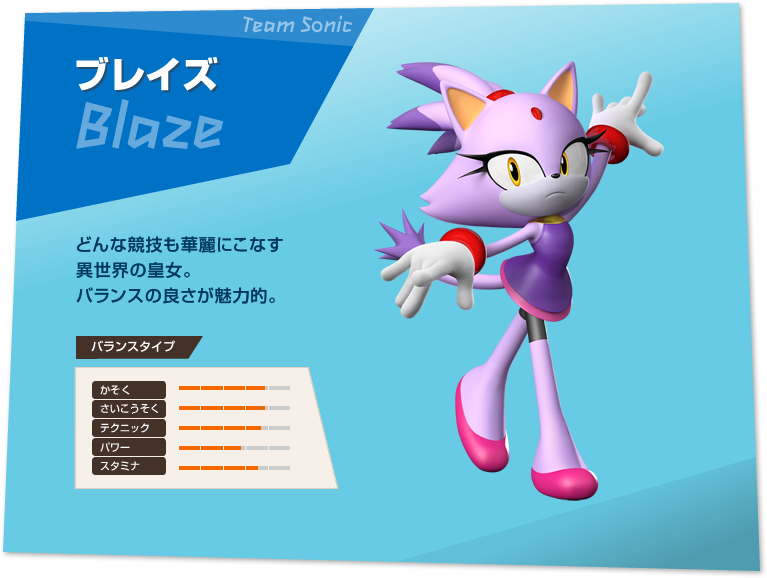 Team Sonic
ブレイズ
Blaze
どんな競技も華麗にこなす
異世界の皇女。
バランスの良さが魅力的。
バランスタイプ
かそく
さいこうそく
テクニック
パワー
スタミナ